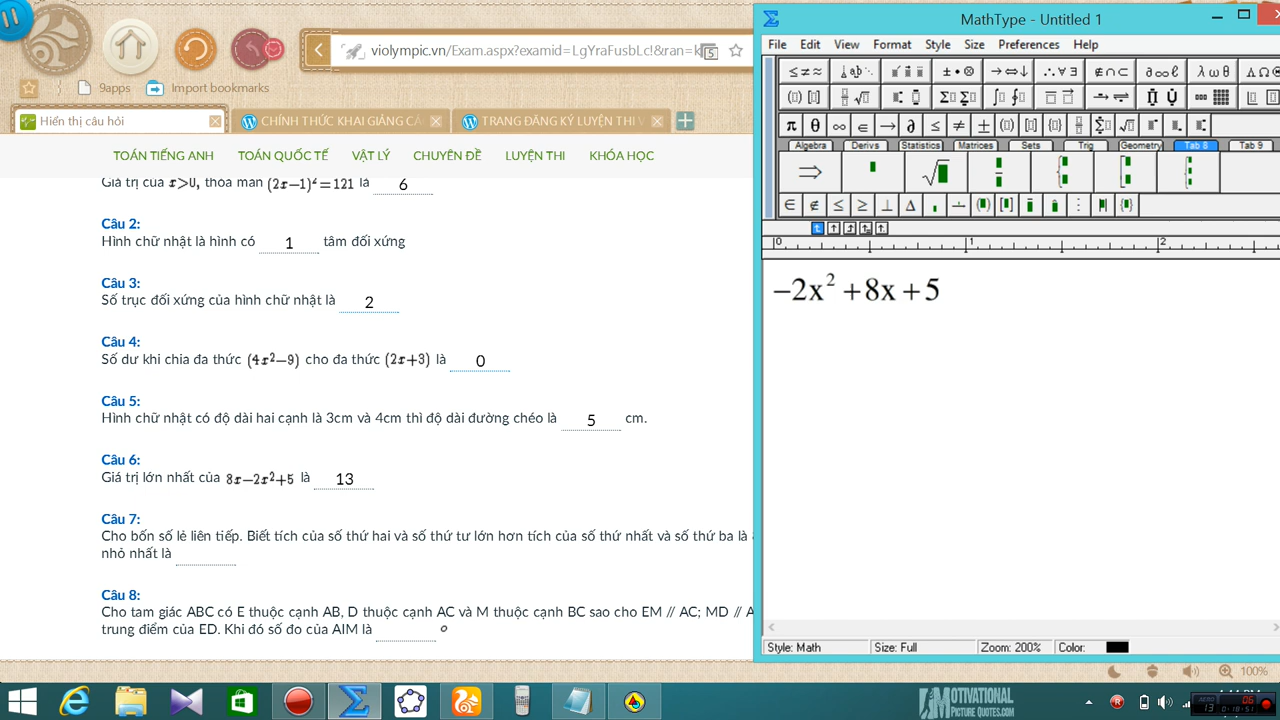 violympic.vn/Exam.aspx?examid=LgYraFusbLc!&ran=k
5
9apps
Import bookmarks
Hiển thị câu hỏi
CHÍNH THỨC KHAI GIẢNG
TRANG ĐĂNG KÝ LUYỆN THI
TOÁN TIẾNG ANH TOÁN QUỐC TẾ VẬT LÝ CHUYÊN ĐỀ LUYỆN THI KHÓA HỌC
Giá trị của x>0, thỏa mãn (2x−1)²=121 là 6
Câu 2:
Hình chữ nhật là hình có 1 tâm đối xứng
Câu 3:
Số trục đối xứng của hình chữ nhật là 2
Câu 4:
Số dư khi chia đa thức (4x²−9) cho đa thức (2x+3) là 0
Câu 5:
Hình chữ nhật có độ dài hai cạnh là 3cm và 4cm thì độ dài đường chéo là 5 cm.
Câu 6:
Giá trị lớn nhất của 8x−2x²+5 là 13
Câu 7:
Cho bốn số lẻ liên tiếp. Biết tích của số thứ hai và số thứ tư lớn hơn tích của số thứ nhất và số thứ ba là
nhỏ nhất là
Câu 8:
Cho tam giác ABC có E thuộc cạnh AB, D thuộc cạnh AC và M thuộc cạnh BC sao cho EM // AC; MD // A
trung điểm của ED. Khi đó số đo của AIM là °
MathType - Untitled 1
File Edit View Format Style Size Preferences Help
Algebra Derivs Statistics Matrices Sets Trig Geometry Tab 8 Tab 9
0 1 2
−2x² +8x +5
Style: Math Size: Full Zoom: 200% Color:
100%
MOTIVATIONAL
PICTURE QUOTES.COM